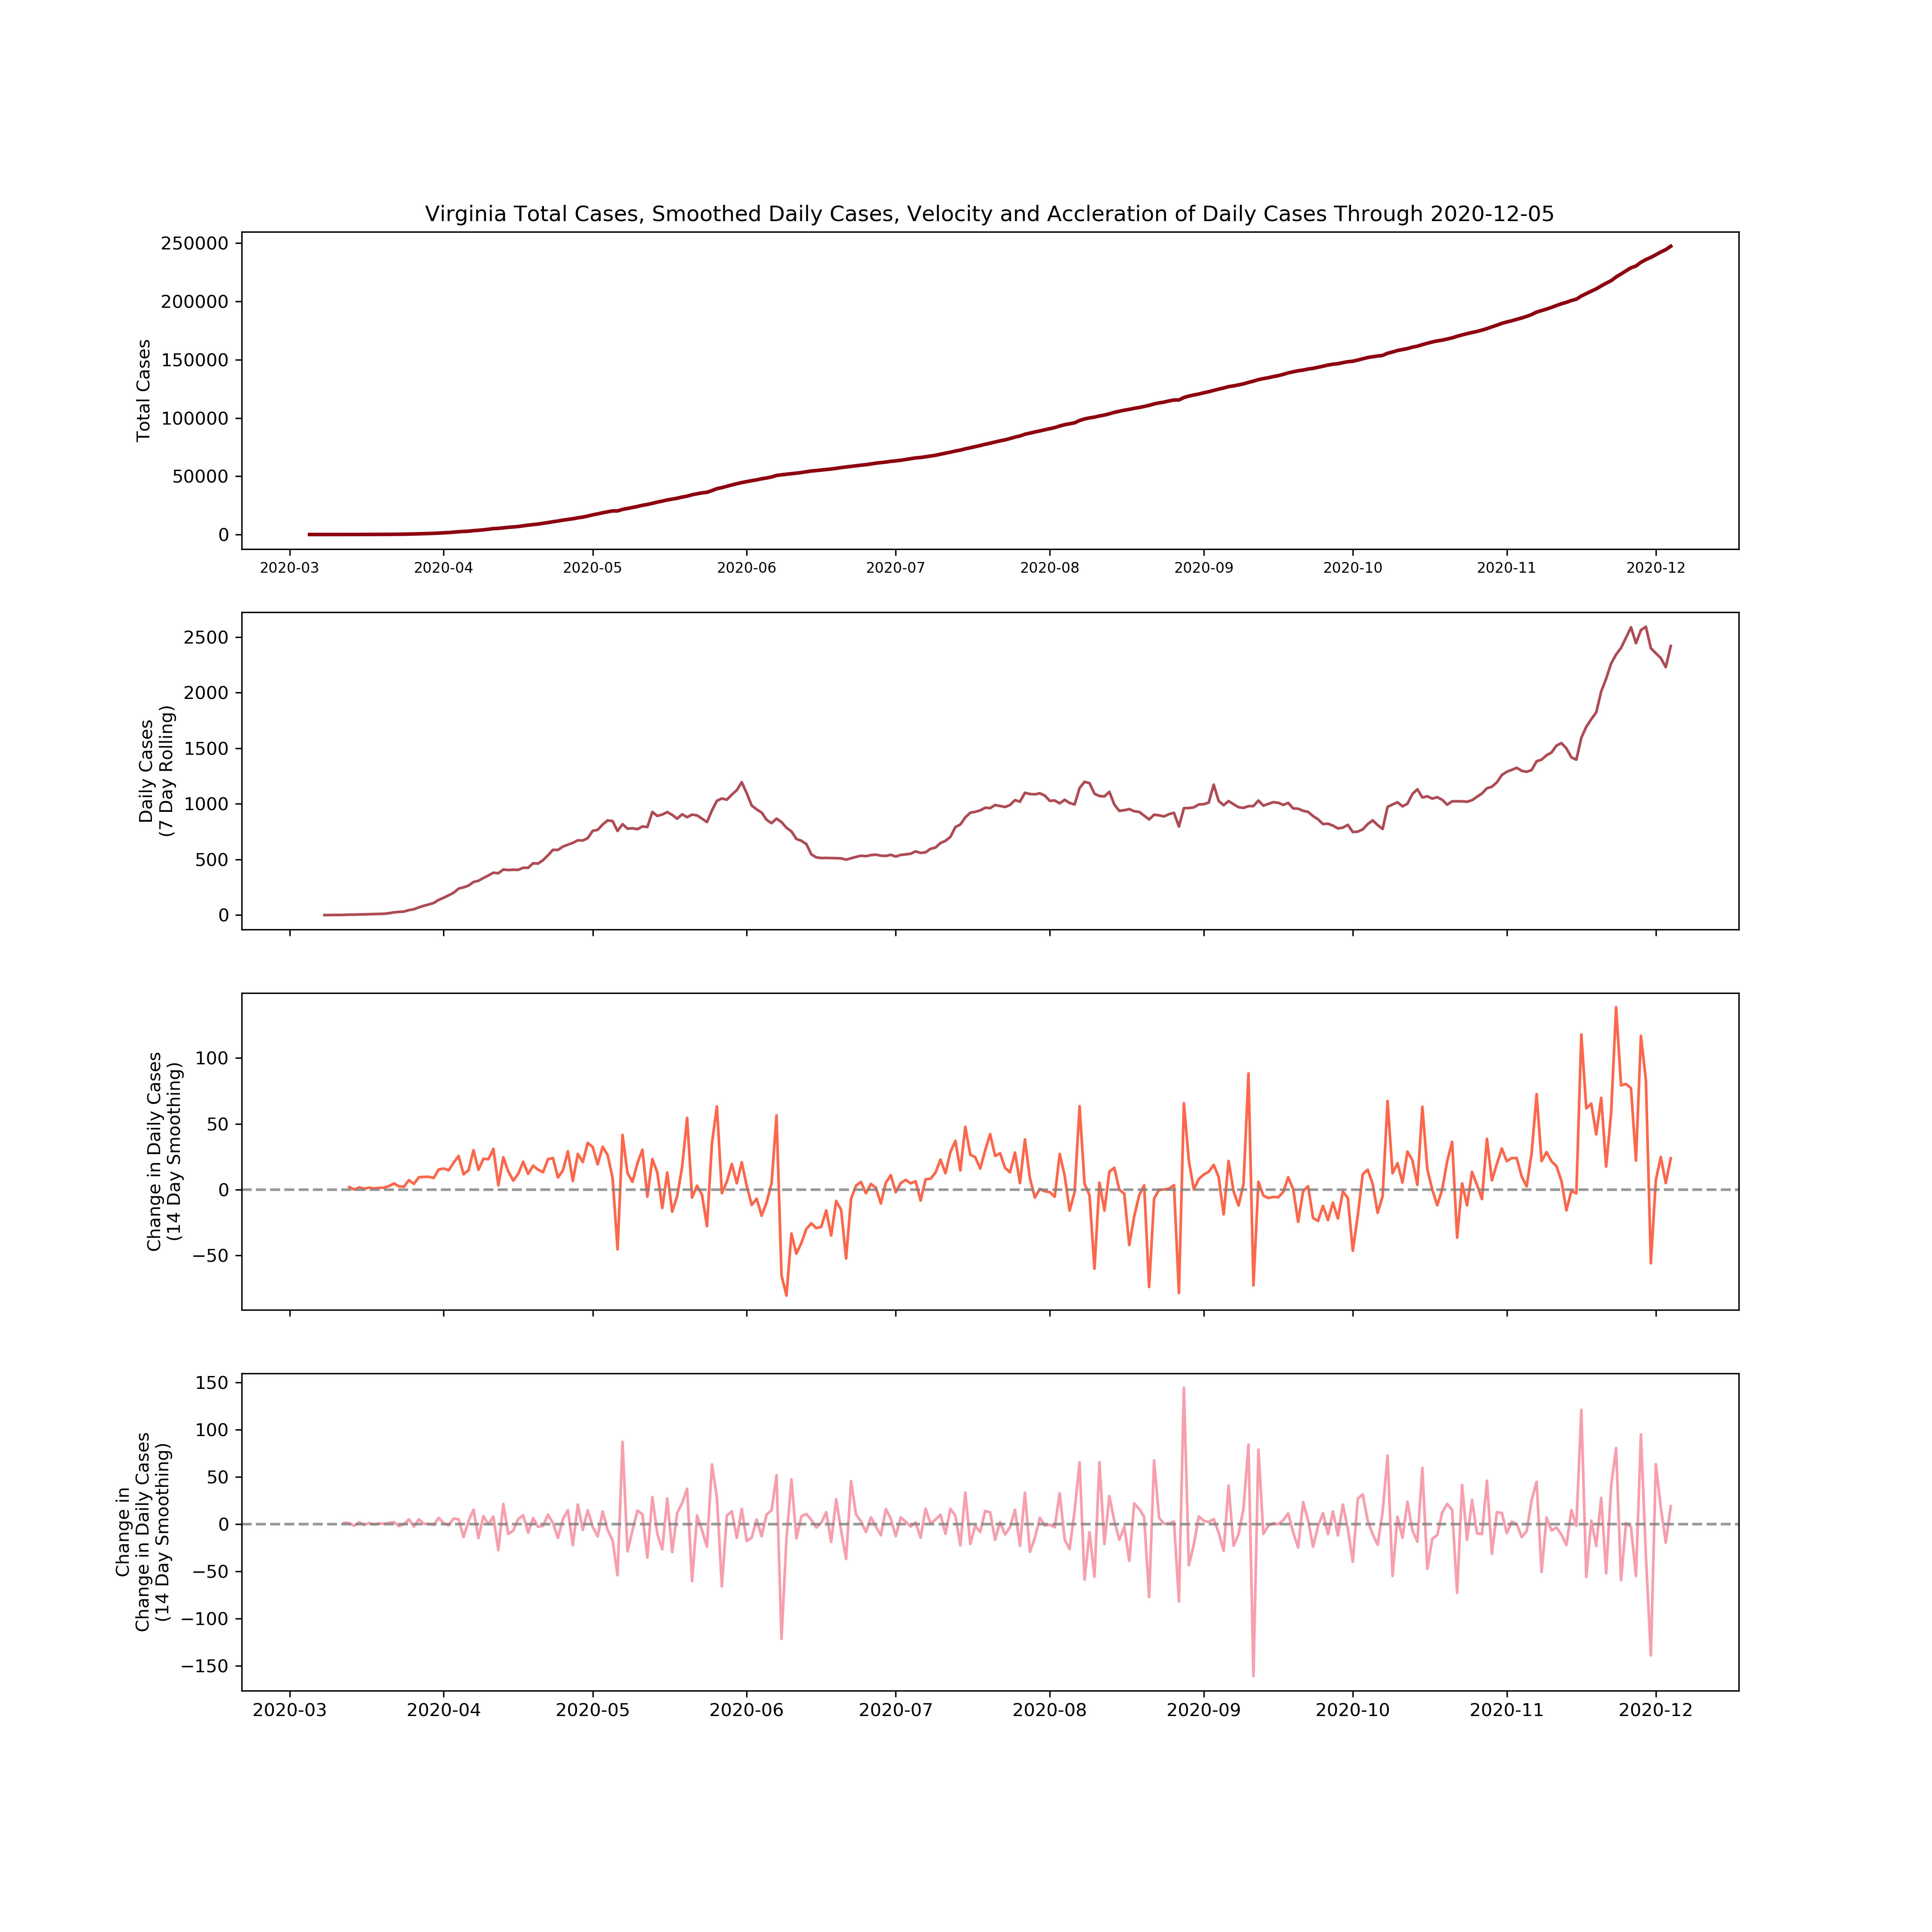 Virginia Total Cases, Smoothed Daily Cases, Velocity and Accleration of Daily Cases Through 2020-12-05
Total Cases
250000
200000
150000
100000
50000
0
2020-03 2020-04 2020-05 2020-06 2020-07 2020-08 2020-09 2020-10 2020-11 2020-12
Daily Cases
(7 Day Rolling)
2500
2000
1500
1000
500
0
Change in Daily Cases
(14 Day Smoothing)
100
50
0
−50
Change in
Change in Daily Cases
(14 Day Smoothing)
150
100
50
0
−50
−100
−150
2020-03 2020-04 2020-05 2020-06 2020-07 2020-08 2020-09 2020-10 2020-11 2020-12